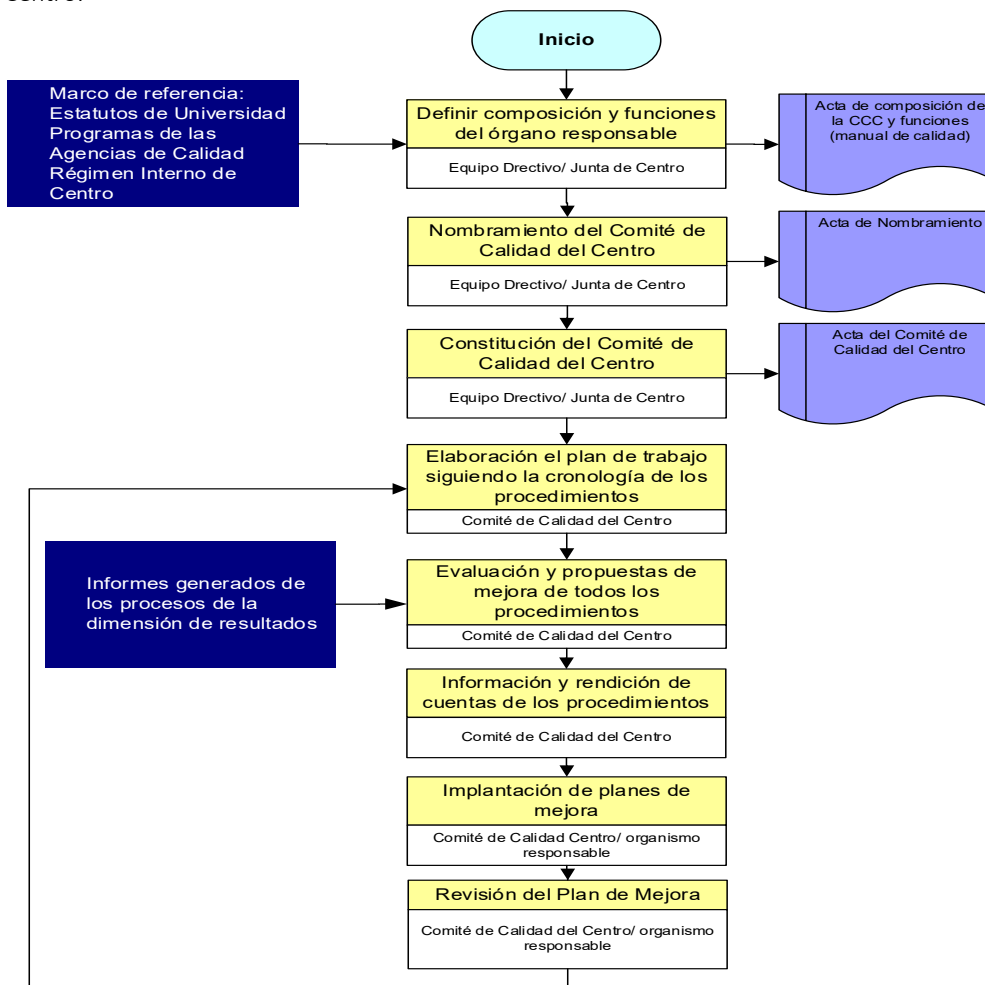 Inicio
Marco de referencia:
Estatutos de Universidad
Programas de las
Agencias de Calidad
Régimen Interno de
Centro
Definir composición y funciones
del órgano responsable
Equipo Drectivo/ Junta de Centro
Acta de composición de
la CCC y funciones
(manual de calidad)
Nombramiento del Comité de
Calidad del Centro
Equipo Drectivo/ Junta de Centro
Acta de Nombramiento
Constitución del Comité de
Calidad del Centro
Equipo Drectivo/ Junta de Centro
Acta del Comité de
Calidad del Centro
Elaboración el plan de trabajo
siguiendo la cronología de los
procedimientos
Comité de Calidad del Centro
Informes generados de
los procesos de la
dimensión de resultados
Evaluación y propuestas de
mejora de todos los
procedimientos
Comité de Calidad del Centro
Información y rendición de
cuentas de los procedimientos
Comité de Calidad del Centro
Implantación de planes de
mejora
Comité de Calidad Centro/ organismo
responsable
Revisión del Plan de Mejora
Comité de Calidad del Centro/ organismo
responsable